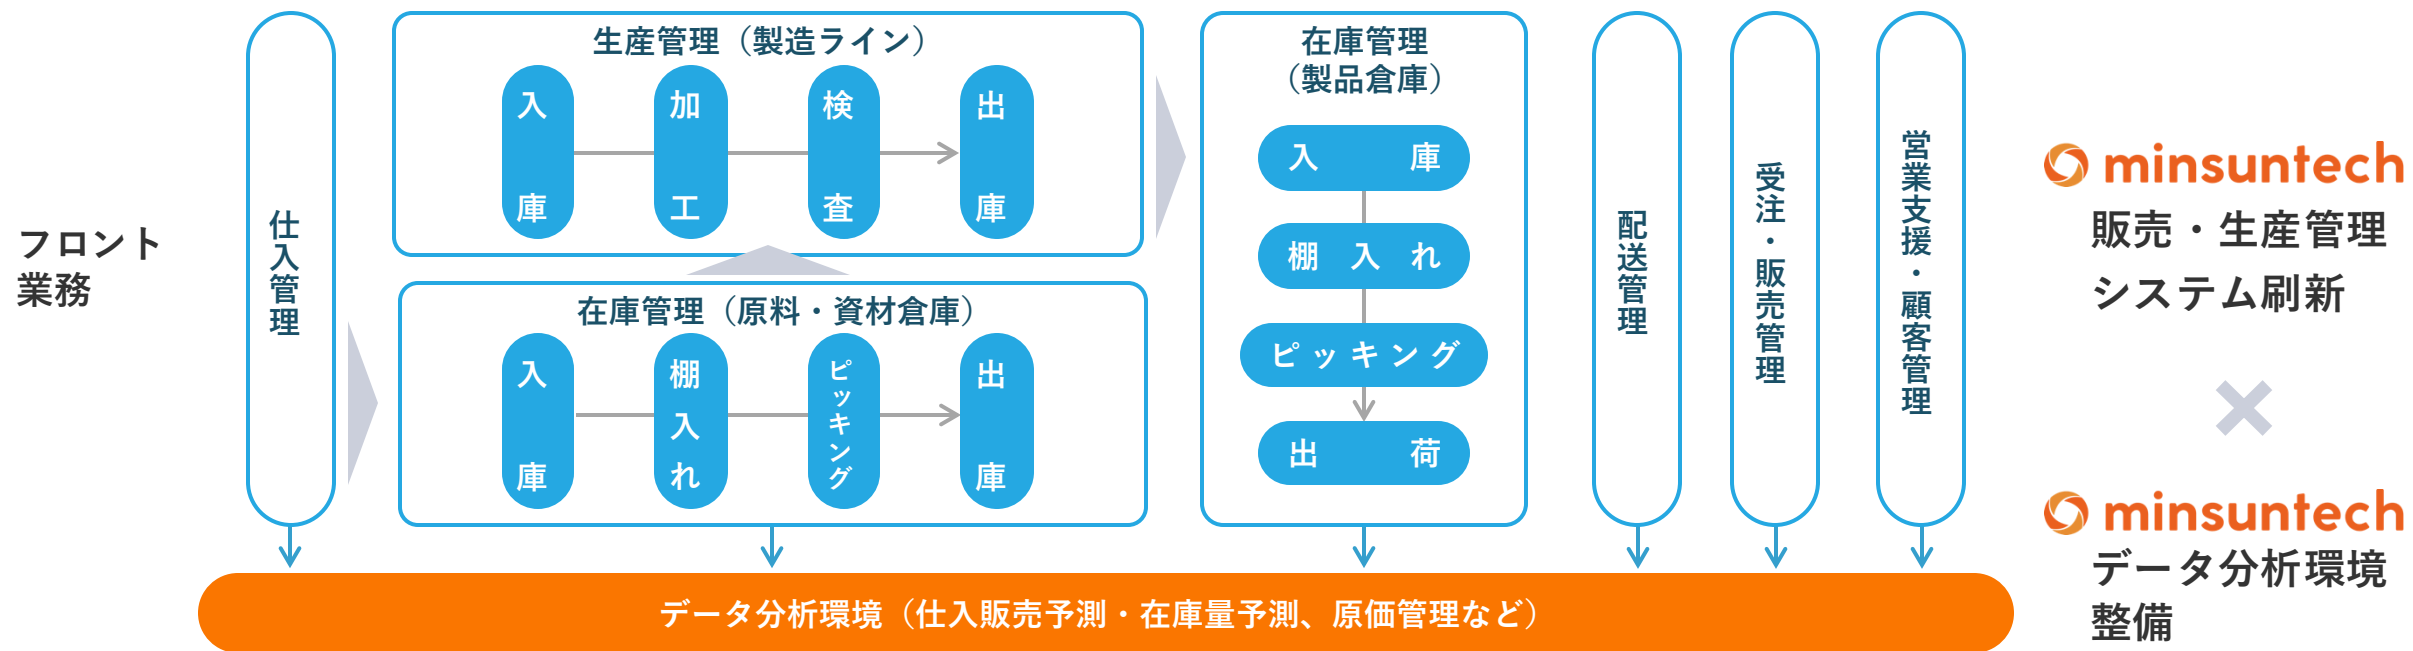 フロント
業務
仕入管理
生産管理（製造ライン）
入庫
加工
検査
出庫
在庫管理（原料・資材倉庫）
入庫
棚入れ
ピッキング
出庫
在庫管理
（製品倉庫）
入庫
棚入れ
ピッキング
出荷
配送管理
受注・販売管理
営業支援・顧客管理
minsuntech
販売・生産管理
システム刷新
minsuntech
データ分析環境
整備
データ分析環境（仕入販売予測・在庫量予測、原価管理など）